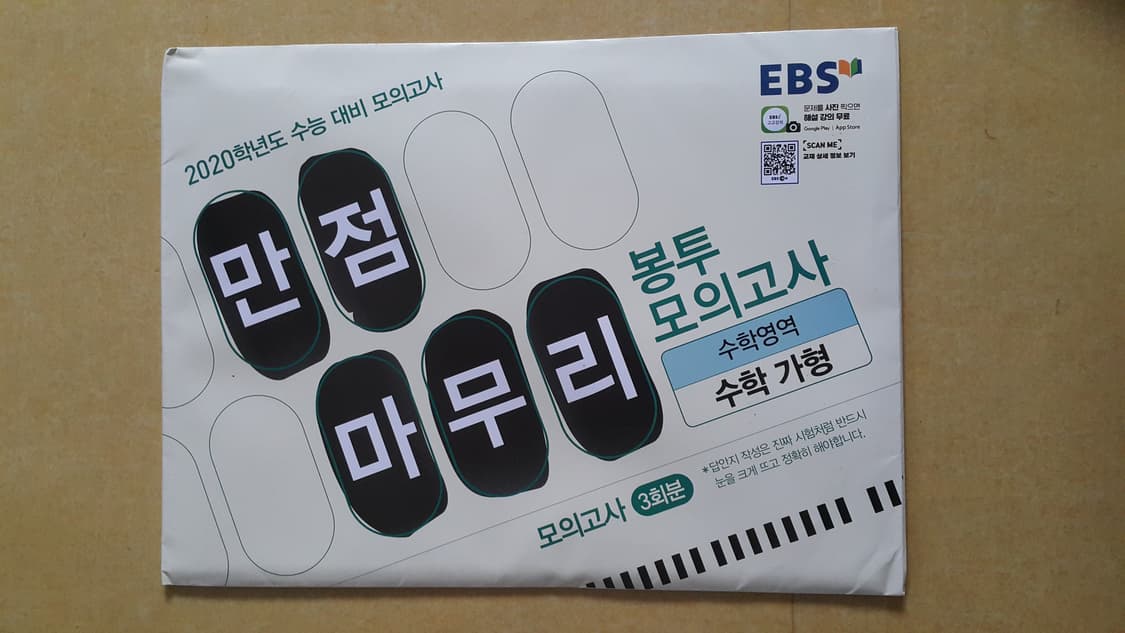 2020학년도 수능 대비 모의고사
만점
마무리
봉투
모의고사
수학영역
수학 가형
모의고사 3회분
*답안지 작성은 진짜 시험처럼 반드시
눈을 크게 뜨고 정확히 해야합니다.
EBS
문제를 사진 찍으면
해설 강의 무료
Google Play | App Store
SCAN ME
교재 상세 정보 보기